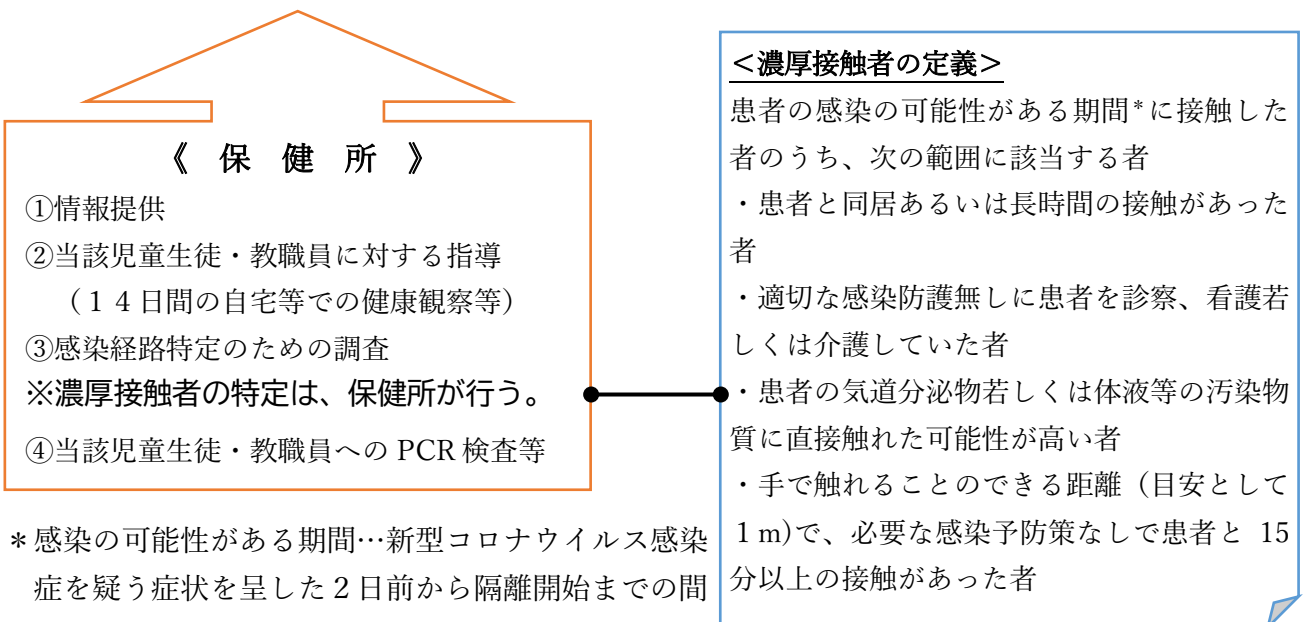 《 保 健 所 》
①情報提供
②当該児童生徒・教職員に対する指導
（１４日間の自宅等での健康観察等）
③感染経路特定のための調査
※濃厚接触者の特定は、保健所が行う。
④当該児童生徒・教職員への PCR 検査等
＊感染の可能性がある期間…新型コロナウイルス感染
症を疑う症状を呈した２日前から隔離開始までの間
＜濃厚接触者の定義＞
患者の感染の可能性がある期間*に接触した
者のうち、次の範囲に該当する者
・患者と同居あるいは長時間の接触があった
者
・適切な感染防護無しに患者を診察、看護若
しくは介護していた者
・患者の気道分泌物若しくは体液等の汚染物
質に直接触れた可能性が高い者
・手で触れることのできる距離（目安として
１ｍ)で、必要な感染予防策なしで患者と 15
分以上の接触があった者